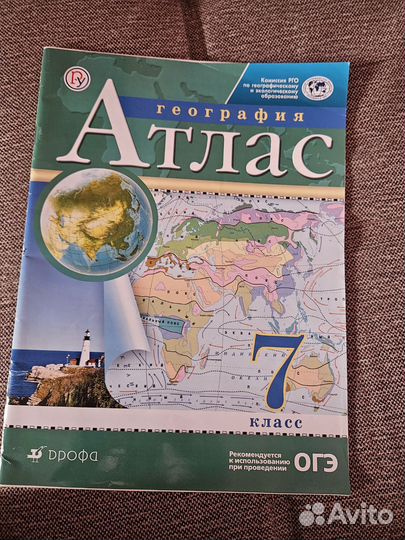 Комиссия РГО
по географическому
и экологическому
образованию
география
Атлас
7
класс
дрофа
Рекомендуется
к использованию
при проведении
ОГЭ
Avito